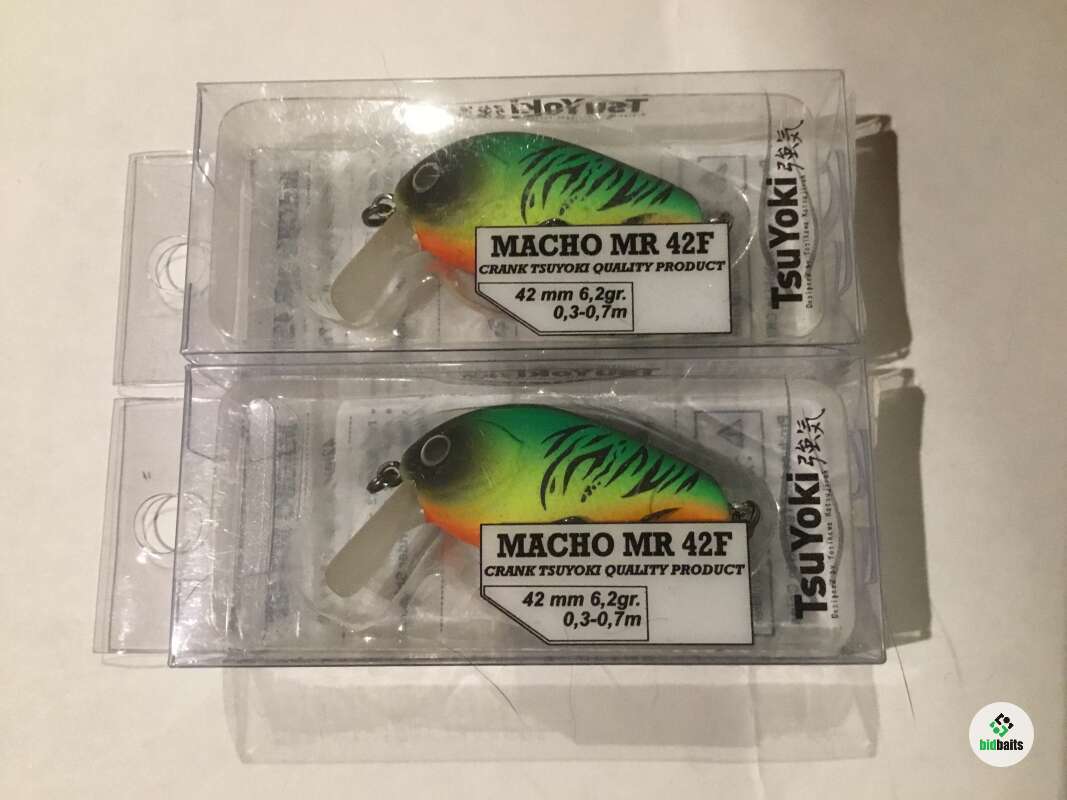 TsuYoki
MACHO MR 42F
CRANK TSUYOKI QUALITY PRODUCT
42 mm 6,2gr.
0,3-0,7m
TsuYoki 強気
TsuYoki
MACHO MR 42F
CRANK TSUYOKI QUALITY PRODUCT
42 mm 6,2gr.
0,3-0,7m
TsuYoki 強気
bidbaits